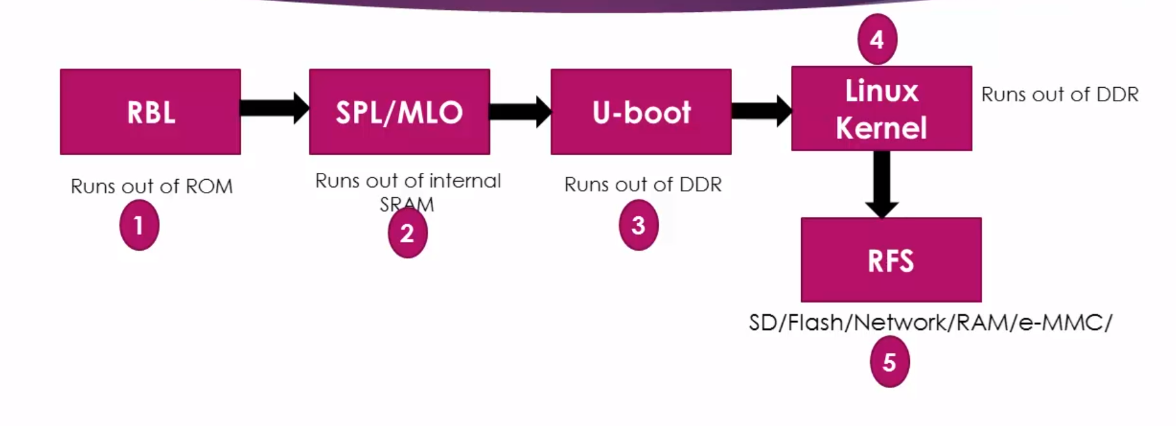 RBL
Runs out of ROM
1
SPL/MLO
Runs out of internal
SRAM
2
U-boot
Runs out of DDR
3
4
Linux
Kernel
Runs out of DDR
RFS
SD/Flash/Network/RAM/e-MMC/
5